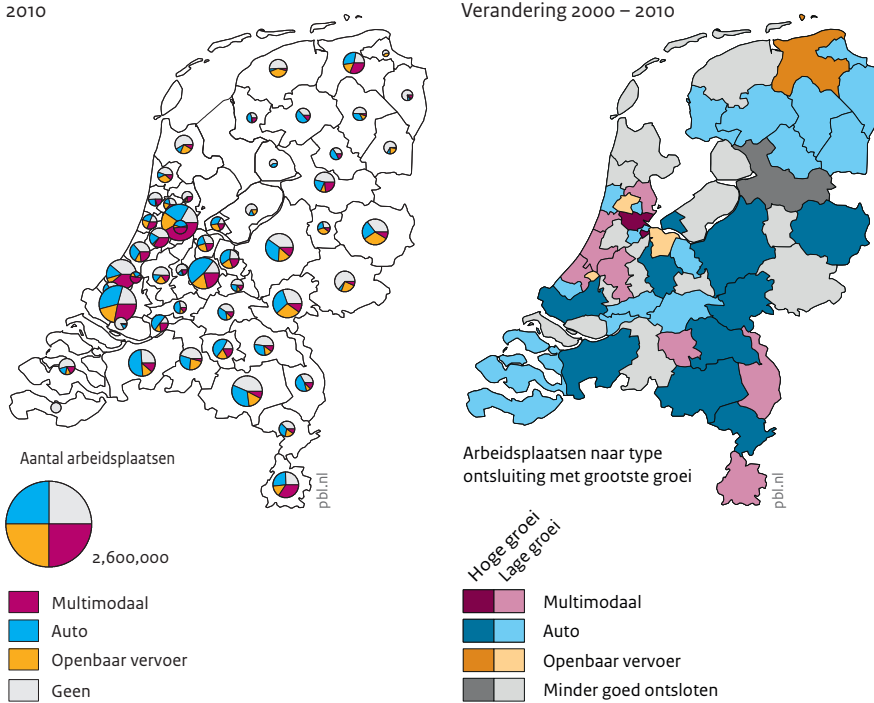 2010
pbl.nl
Aantal arbeidsplaatsen
2,600,000
Multimodaal
Auto
Openbaar vervoer
Geen
Verandering 2000 – 2010
Arbeidsplaatsen naar type
ontsluiting met grootste groei
pbl.nl
Hoge groei
Lage groei
Multimodaal
Auto
Openbaar vervoer
Minder goed ontsloten